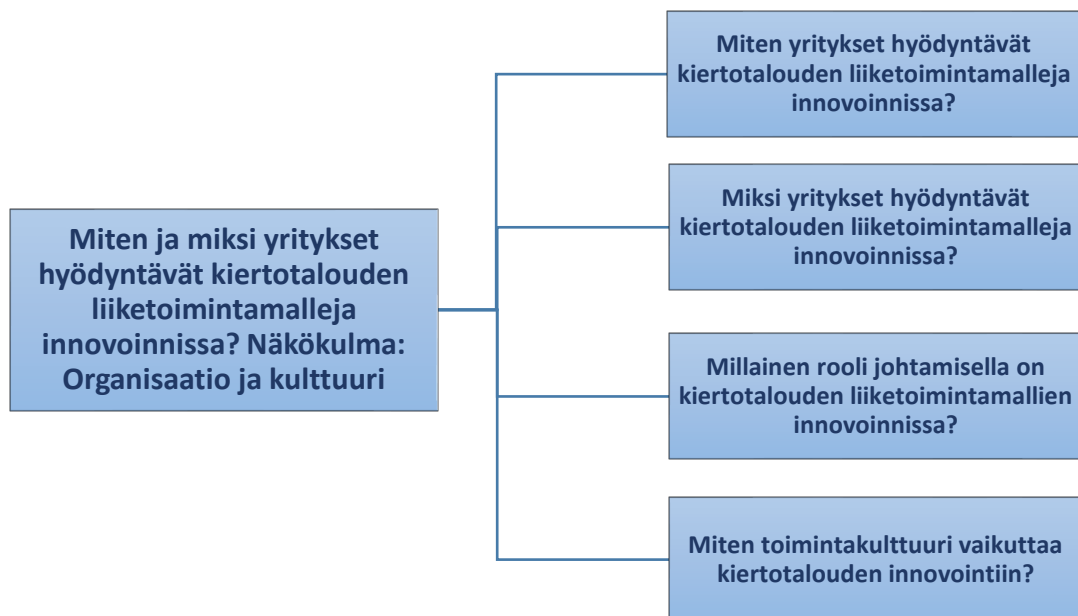 Miten ja miksi yritykset
hyödyntävät kiertotalouden
liiketoimintamalleja
innovoinnissa? Näkökulma:
Organisaatio ja kulttuuri
Miten yritykset hyödyntävät
kiertotalouden liiketoimintamalleja
innovoinnissa?
Miksi yritykset hyödyntävät
kiertotalouden liiketoimintamalleja
innovoinnissa?
Millainen rooli johtamisella on
kiertotalouden liiketoimintamallien
innovoinnissa?
Miten toimintakulttuuri vaikuttaa
kiertotalouden innovointiin?